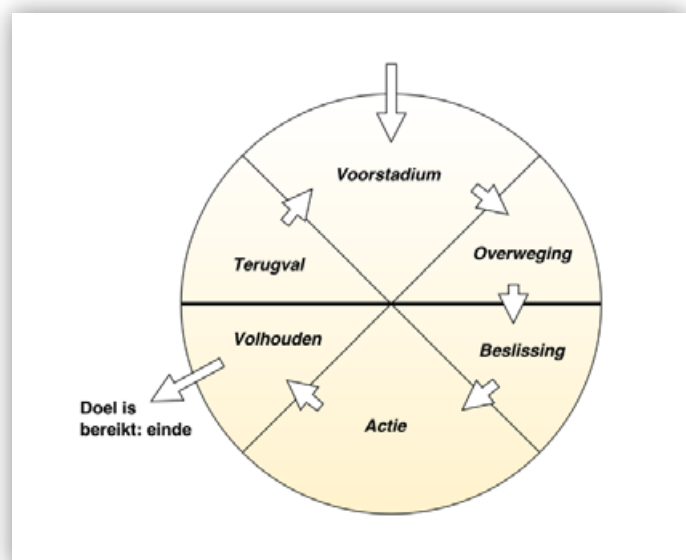 Voorstadium
Overweging
Terugval
Volhouden
Beslissing
Doel is
bereikt: einde
Actie